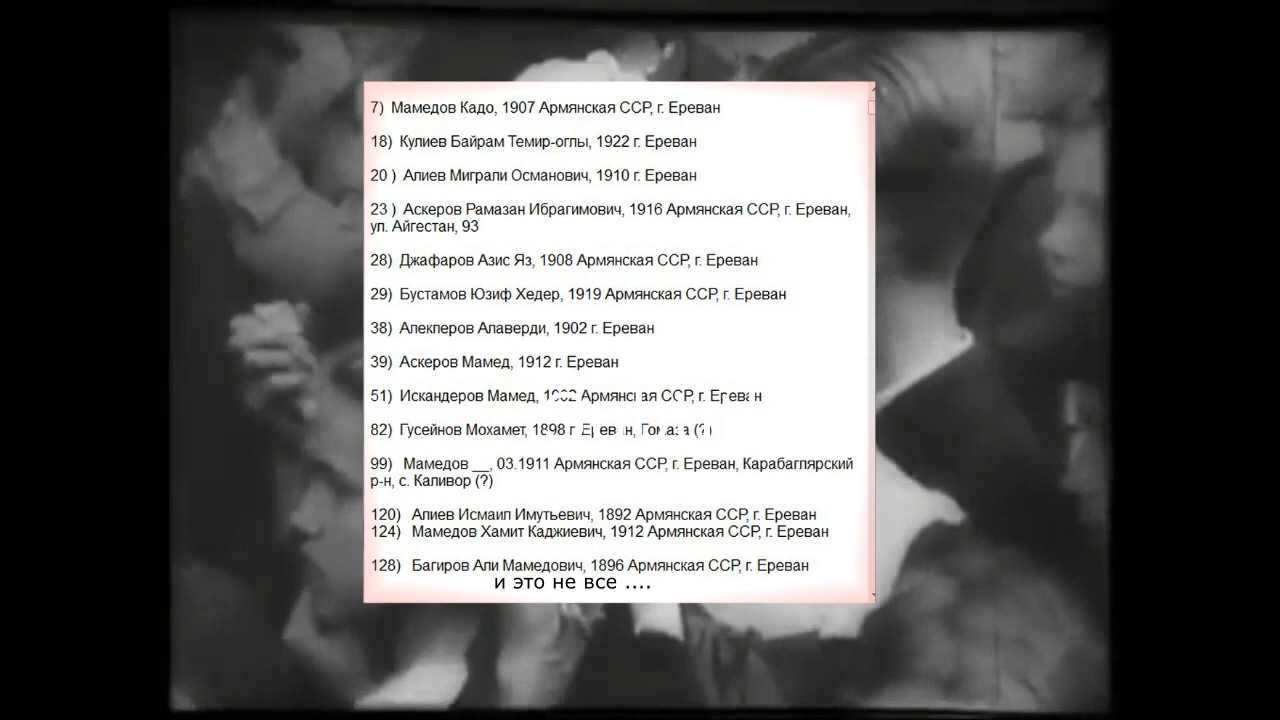 7) Мамедов Кадо, 1907 Армянская ССР, г. Ереван
18) Кулиев Байрам Темир-оглы, 1922 г. Ереван
20 ) Алиев Миграли Османович, 1910 г. Ереван
23 ) Аскеров Рамазан Ибрагимович, 1916 Армянская ССР, г. Ереван,
ул. Айгестан, 93
28) Джафаров Азис Яз, 1908 Армянская ССР, г. Ереван
29) Бустамов Юзиф Хедер, 1919 Армянская ССР, г. Ереван
38) Алекперов Алаверди, 1902 г. Ереван
39) Аскеров Мамед, 1912 г. Ереван
51) Искандеров Мамед, Армянская ССР, г. Ереван
82) Гусейнов Мохамет, 1898 г. Ереван, (?)
99) Мамедов __, 03.1911 Армянская ССР, г. Ереван, Карабаглярский
р-н, с. Каливор (?)
120) Алиев Исмаил Имутьевич, 1892 Армянская ССР, г. Ереван
124) Мамедов Хамит Каджиевич, 1912 Армянская ССР, г. Ереван
128) Багиров Али Мамедович, 1896 Армянская ССР, г. Ереван
и это не все ....